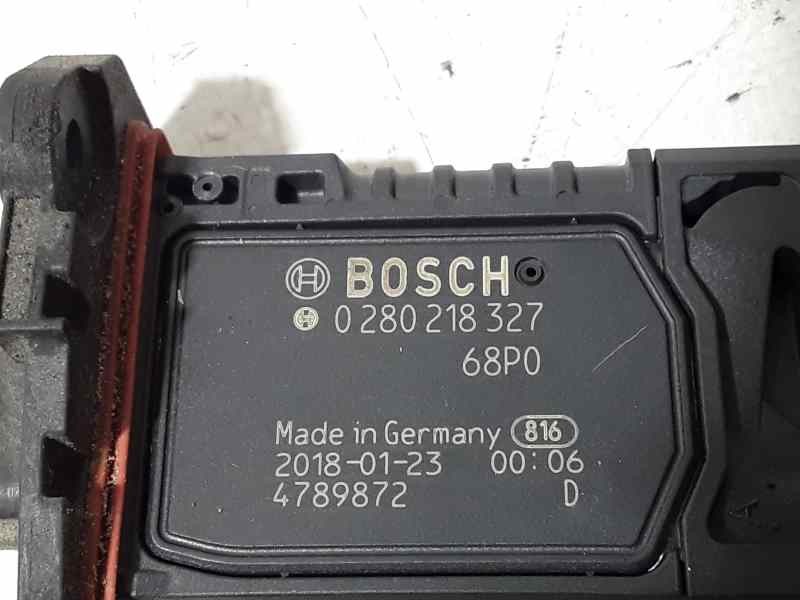 BOSCH
0 280 218 327
68P0
Made in Germany 816
2018-01-23 00:06
4789872 D